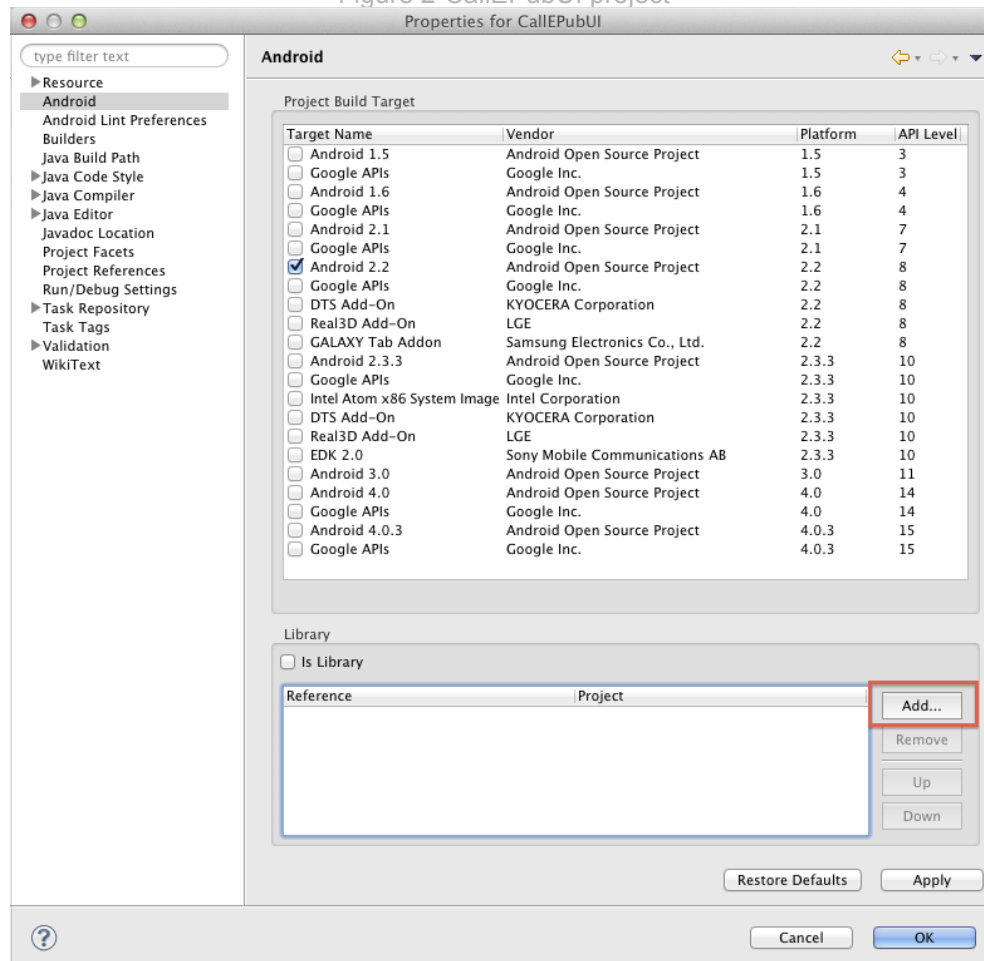 Figure 2 CallEPubUI project
Properties for CallEPubUI
type filter text
Android
Resource
Android
Android Lint Preferences
Builders
Java Build Path
Java Code Style
Java Compiler
Java Editor
Javadoc Location
Project Facets
Project References
Run/Debug Settings
Task Repository
Task Tags
Validation
WikiText
Project Build Target
Target Name Vendor Platform API Level
Android 1.5 Android Open Source Project 1.5 3
Google APIs Google Inc. 1.5 3
Android 1.6 Android Open Source Project 1.6 4
Google APIs Google Inc. 1.6 4
Android 2.1 Android Open Source Project 2.1 7
Google APIs Google Inc. 2.1 7
Android 2.2 Android Open Source Project 2.2 8
Google APIs Google Inc. 2.2 8
DTS Add-On KYOCERA Corporation 2.2 8
Real3D Add-On LGE 2.2 8
GALAXY Tab Addon Samsung Electronics Co., Ltd. 2.2 8
Android 2.3.3 Android Open Source Project 2.3.3 10
Google APIs Google Inc. 2.3.3 10
Intel Atom x86 System Image Intel Corporation 2.3.3 10
DTS Add-On KYOCERA Corporation 2.3.3 10
Real3D Add-On LGE 2.3.3 10
EDK 2.0 Sony Mobile Communications AB 2.3.3 10
Android 3.0 Android Open Source Project 3.0 11
Android 4.0 Android Open Source Project 4.0 14
Google APIs Google Inc. 4.0 14
Android 4.0.3 Android Open Source Project 4.0.3 15
Google APIs Google Inc. 4.0.3 15
Library
Is Library
Reference Project
Add...
Remove
Up
Down
Restore Defaults Apply
? Cancel OK